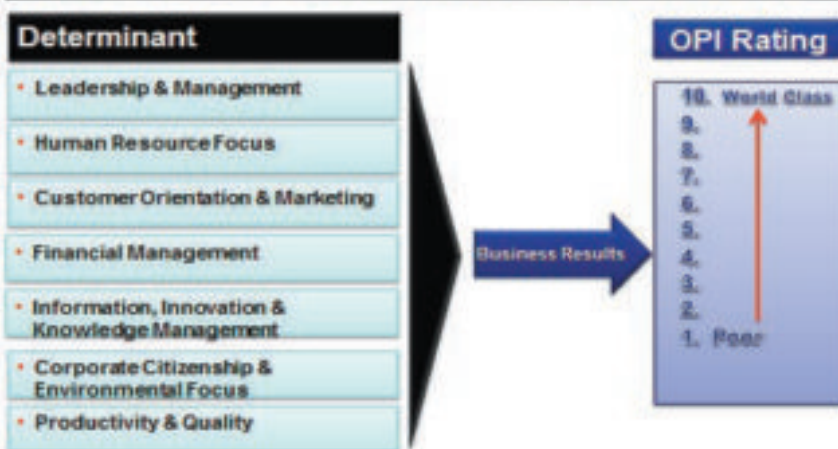 Determinant
• Leadership & Management
• Human Resource Focus
• Customer Orientation & Marketing
• Financial Management
• Information, Innovation &
Knowledge Management
• Corporate Citizenship &
Environmental Focus
• Productivity & Quality
Business Results
OPI Rating
10. World Class
9.
8.
7.
6.
5.
4.
3.
2.
1. Poor